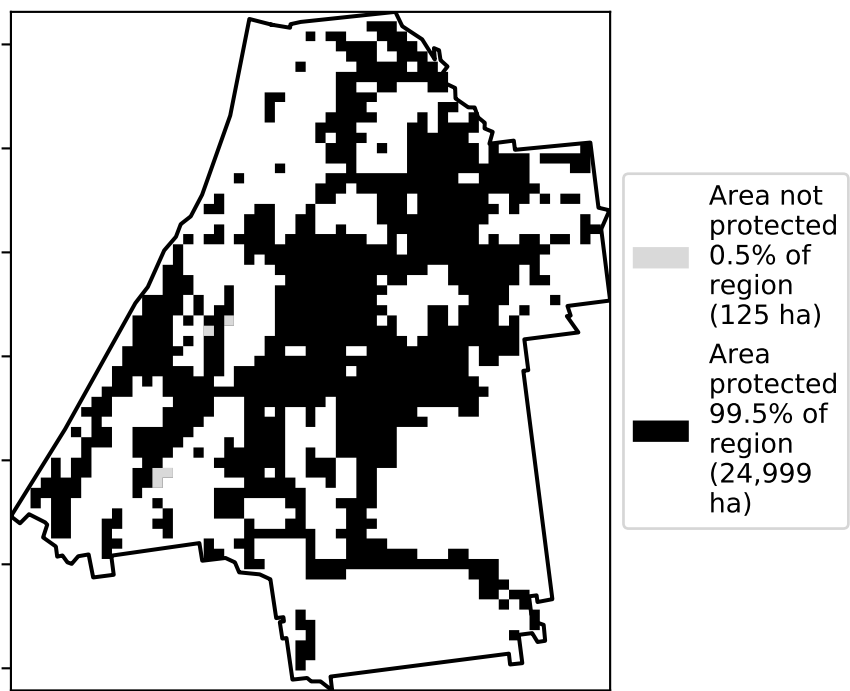 Area not
protected
0.5% of
region
(125 ha)
Area
protected
99.5% of
region
(24,999
ha)